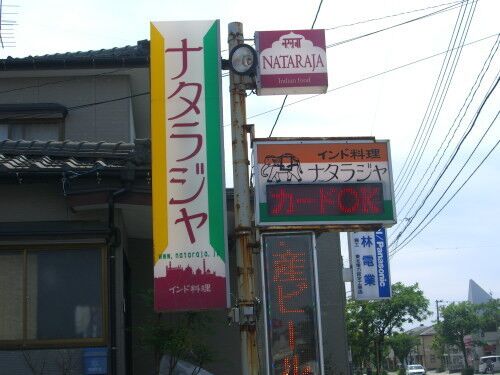 ナタラジャ
www.nataraja.j
インド料理
नमस्ते
NATARAJA
Indian food
インド料理
ナタラジャ
カードOK
生ビール
Panasonic
林電業